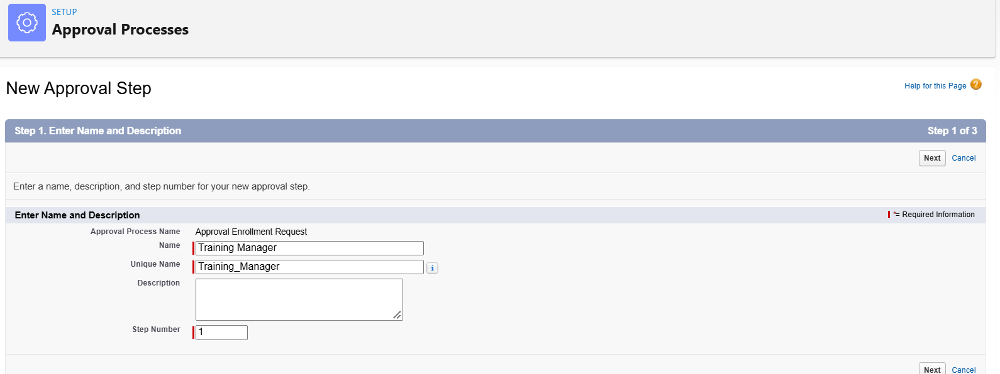 SETUP
Approval Processes
New Approval Step
Help for this Page ?
Step 1. Enter Name and Description Step 1 of 3
Next Cancel
Enter a name, description, and step number for your new approval step.
Enter Name and Description *= Required Information
Approval Process Name Approval Enrollment Request
Name Training Manager
Unique Name Training_Manager i
Description
Step Number 1
Next Cancel